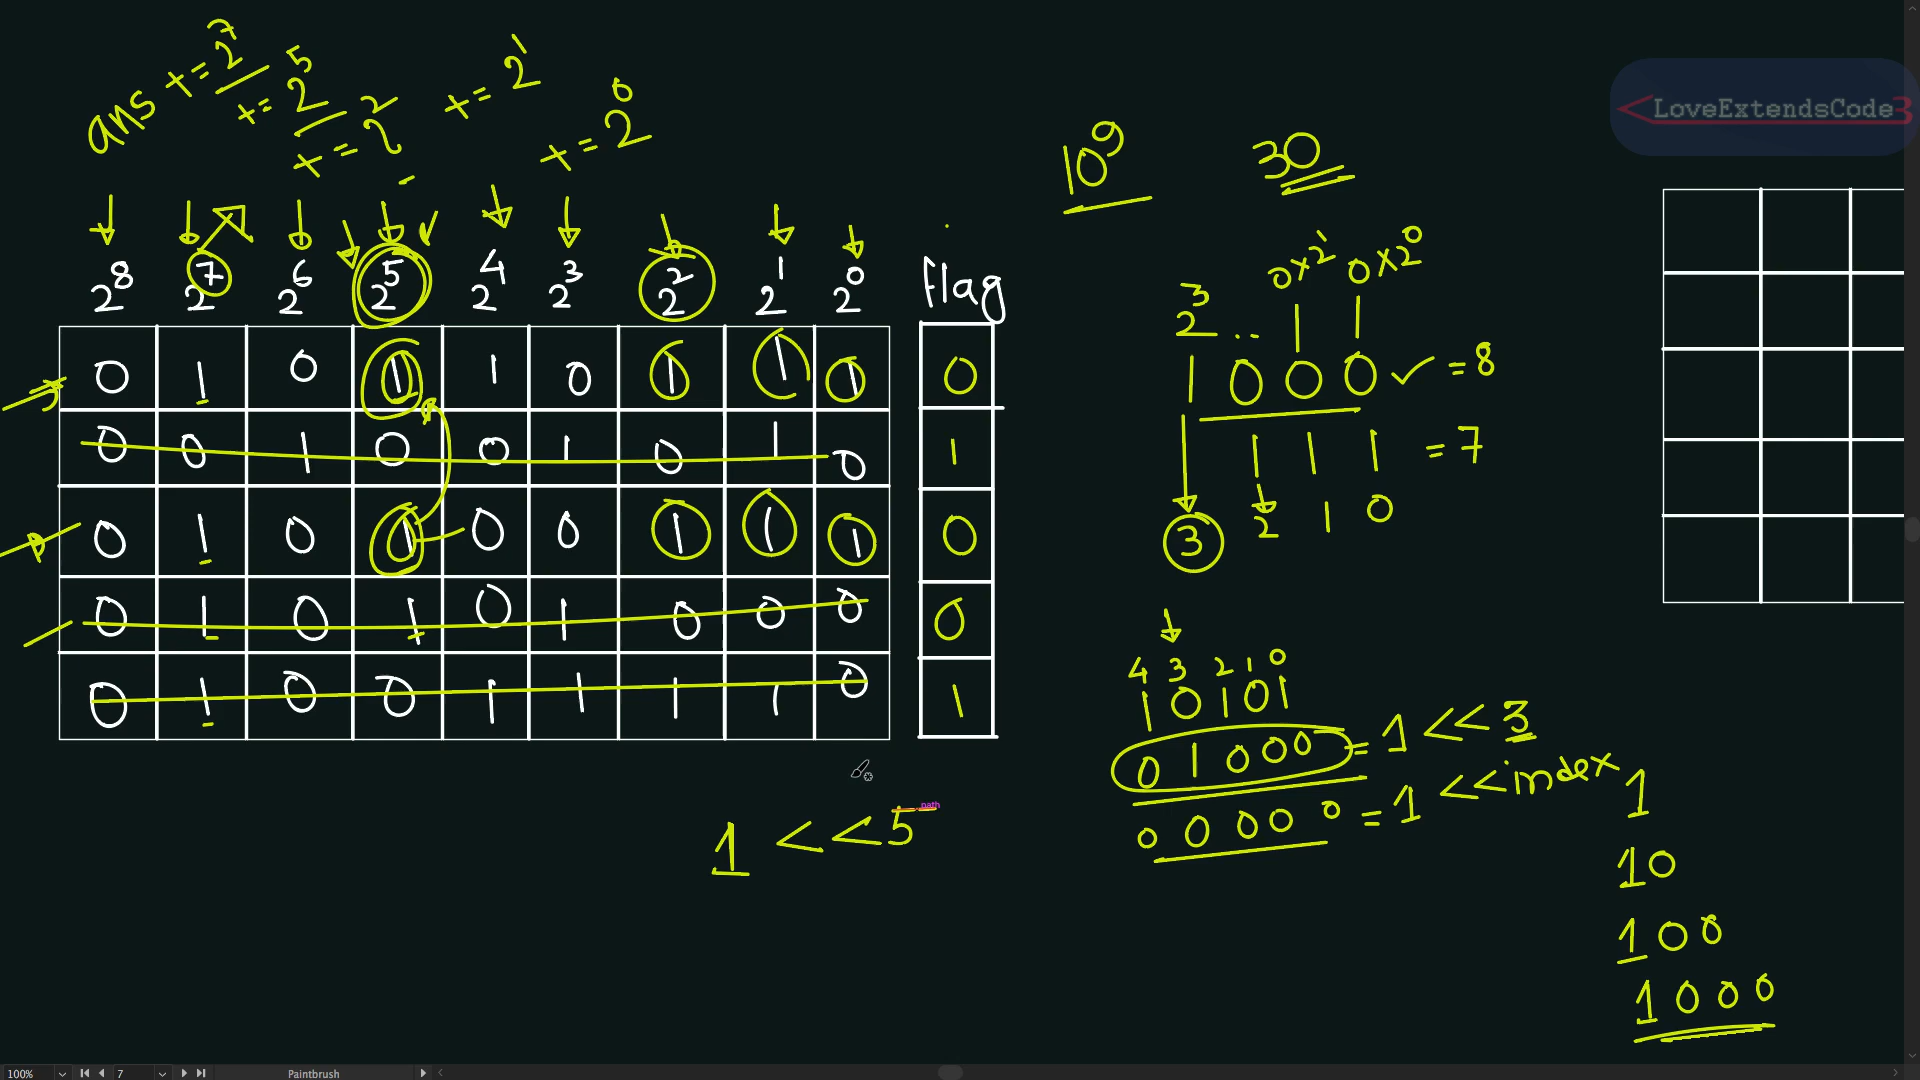 ans += 2^7
+= 2^5
+= 2^2
+= 2^1
+= 2^0
10^9
30
<LoveExtendsCode3
2^8 2^7 2^6 2^5 2^4 2^3 2^2 2^1 2^0 flag
0 1 0 1 1 0 1 1 1 0
0 0 1 0 0 1 0 1 0 1
0 1 0 1 0 0 1 1 1 0
0 1 0 1 0 1 0 0 0 0
0 1 0 0 1 1 1 1 0 1
1 << 5
path
0x2^1 0x2^0
2^3 ..
1 0 0 0 = 8
1 1 1 = 7
3 2 1 0
4 3 2 1 0
1 0 1 0 1
0 1 0 0 0 = 1 << 3
0 0 0 0 0 = 1 << index
1
10
100
1000
100% 7 Paintbrush